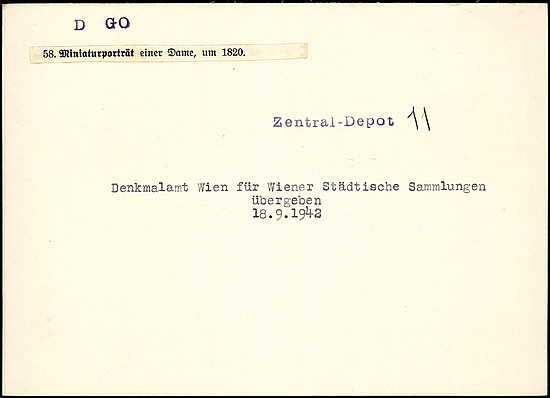 D GO
58. Miniaturporträt einer Dame, um 1820.
Zentral-Depot 11
Denkmalamt Wien für Wiener Städtische Sammlungen
übergeben
18.9.1942